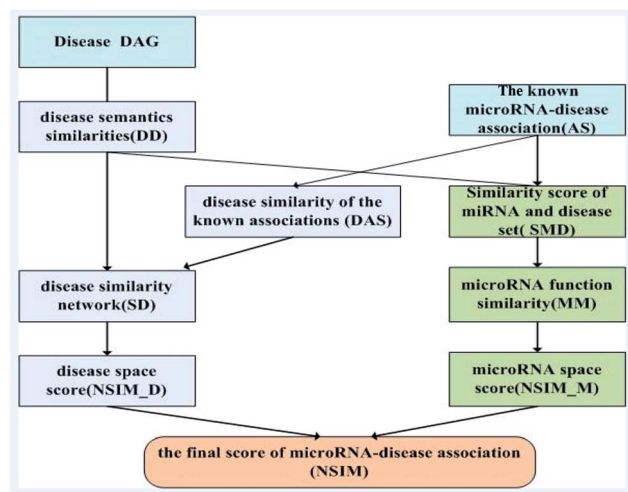 Disease DAG
The known
microRNA-disease
association(AS)
disease semantics
similarities(DD)
disease similarity of the
known associations (DAS)
Similarity score of
miRNA and disease
set( SMD)
disease similarity
network(SD)
microRNA function
similarity(MM)
disease space
score(NSIM_D)
microRNA space
score(NSIM_M)
the final score of microRNA-disease association
(NSIM)